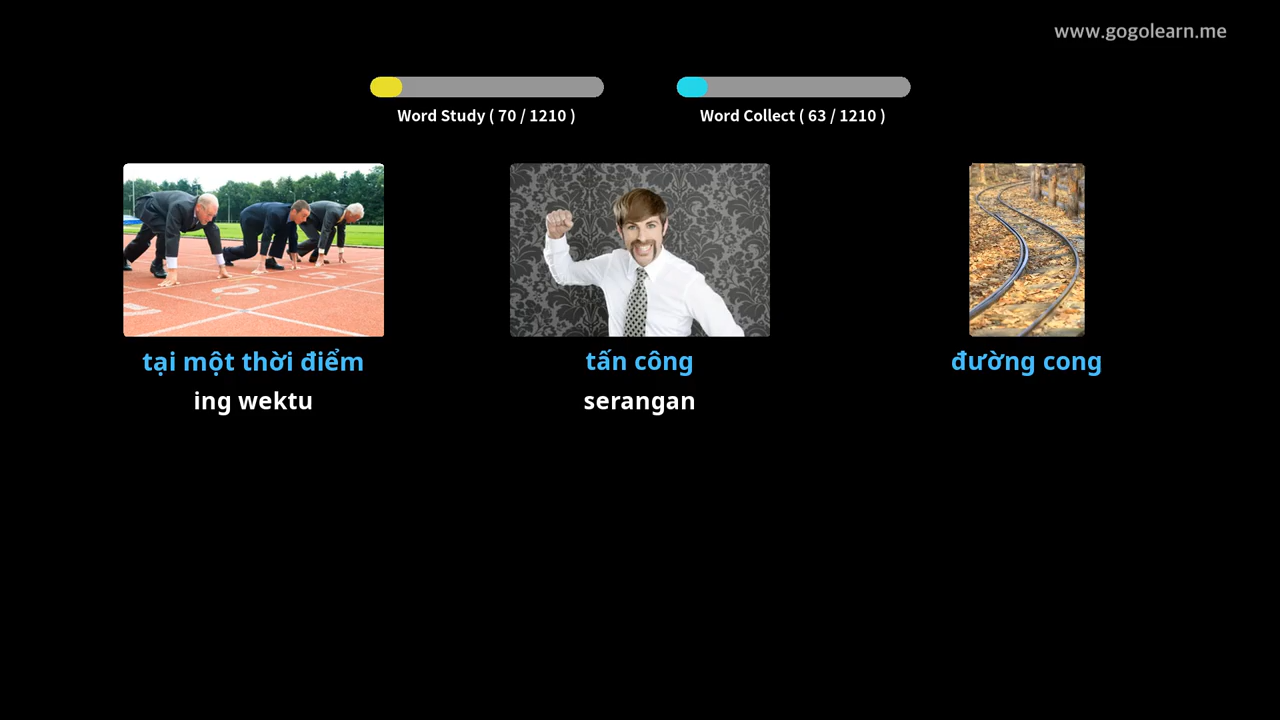 www.gogolearn.me
Word Study ( 70 / 1210 )
Word Collect ( 63 / 1210 )
tại một thời điểm
ing wektu
tấn công
serangan
đường cong